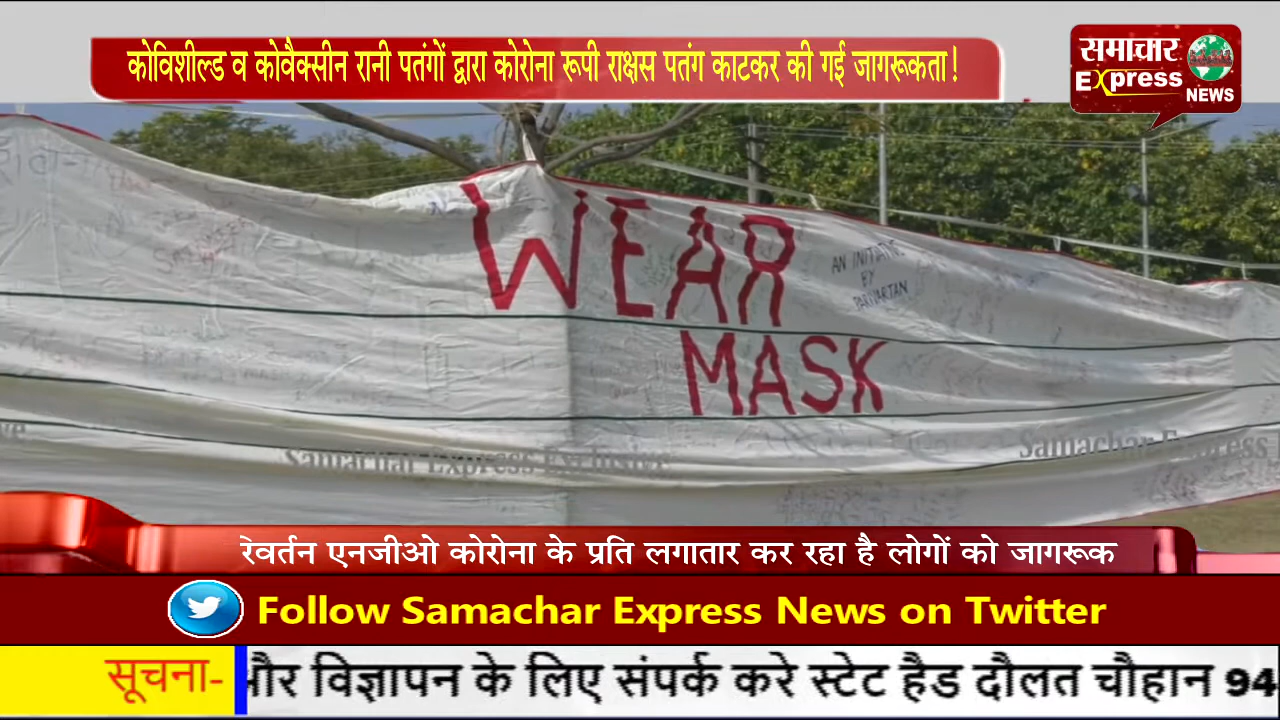 कोविशील्ड व कोवैक्सीन रानी पतंगों द्वारा कोरोना रूपी राक्षस पतंग काटकर की गई जागरूकता!
समाचार
Express
NEWS
WEAR
MASK
AN INITIATIVE
BY
PARIVARTAN
Samachar Express Exclusive
Samachar Express
रेवर्तन एनजीओ कोरोना के प्रति लगातार कर रहा है लोगों को जागरूक
Follow Samachar Express News on Twitter
सूचना- और विज्ञापन के लिए संपर्क करे स्टेट हैड दौलत चौहान 94